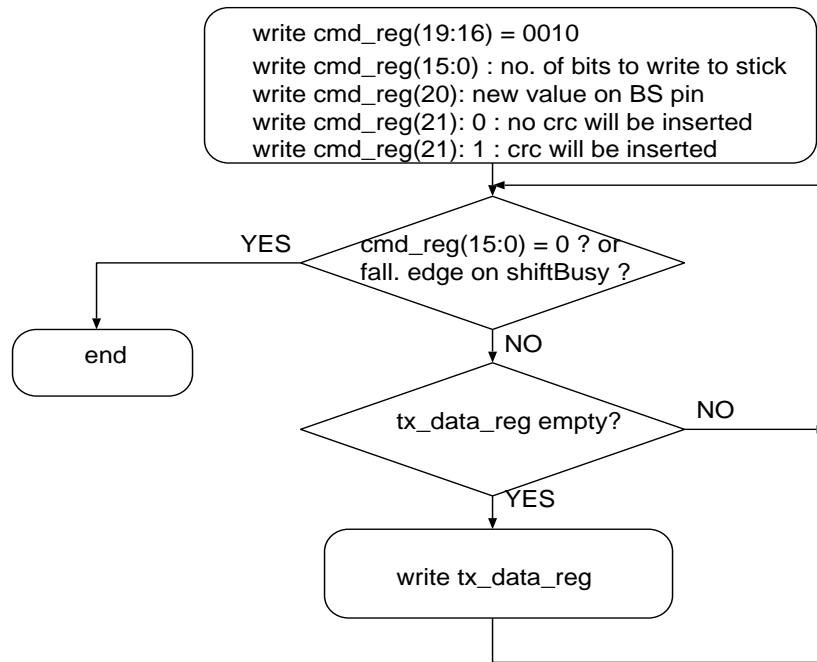 write cmd_reg(19:16) = 0010
write cmd_reg(15:0) : no. of bits to write to stick
write cmd_reg(20): new value on BS pin
write cmd_reg(21): 0 : no crc will be inserted
write cmd_reg(21): 1 : crc will be inserted
YES
cmd_reg(15:0) = 0 ? or
fall. edge on shiftBusy ?
end
NO
tx_data_reg empty?
NO
YES
write tx_data_reg